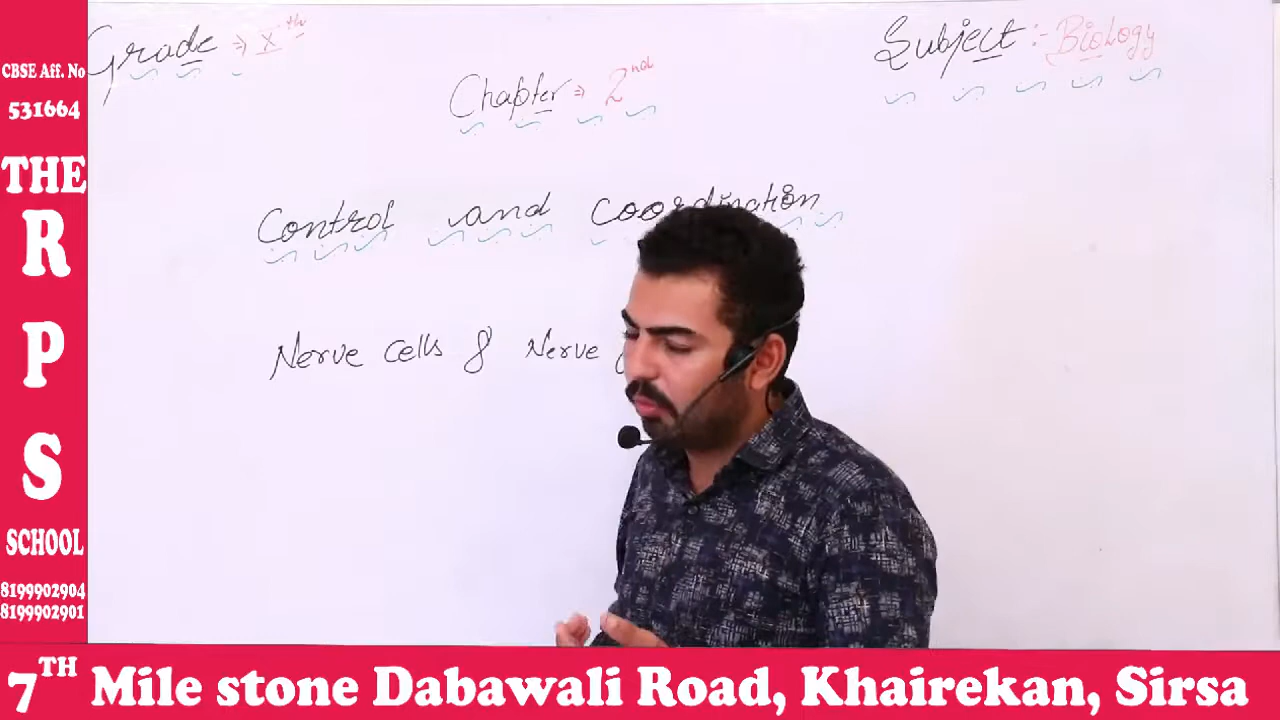 CBSE Aff. No
531664
THE
R
P
S
SCHOOL
8199902904
8199902901
Grade ⇒ Xth
Subject :- Biology
Chapter ⇒ 2nd
Control and Coordination
Nerve Cells & Nerve
7TH Mile stone Dabawali Road, Khairekan, Sirsa